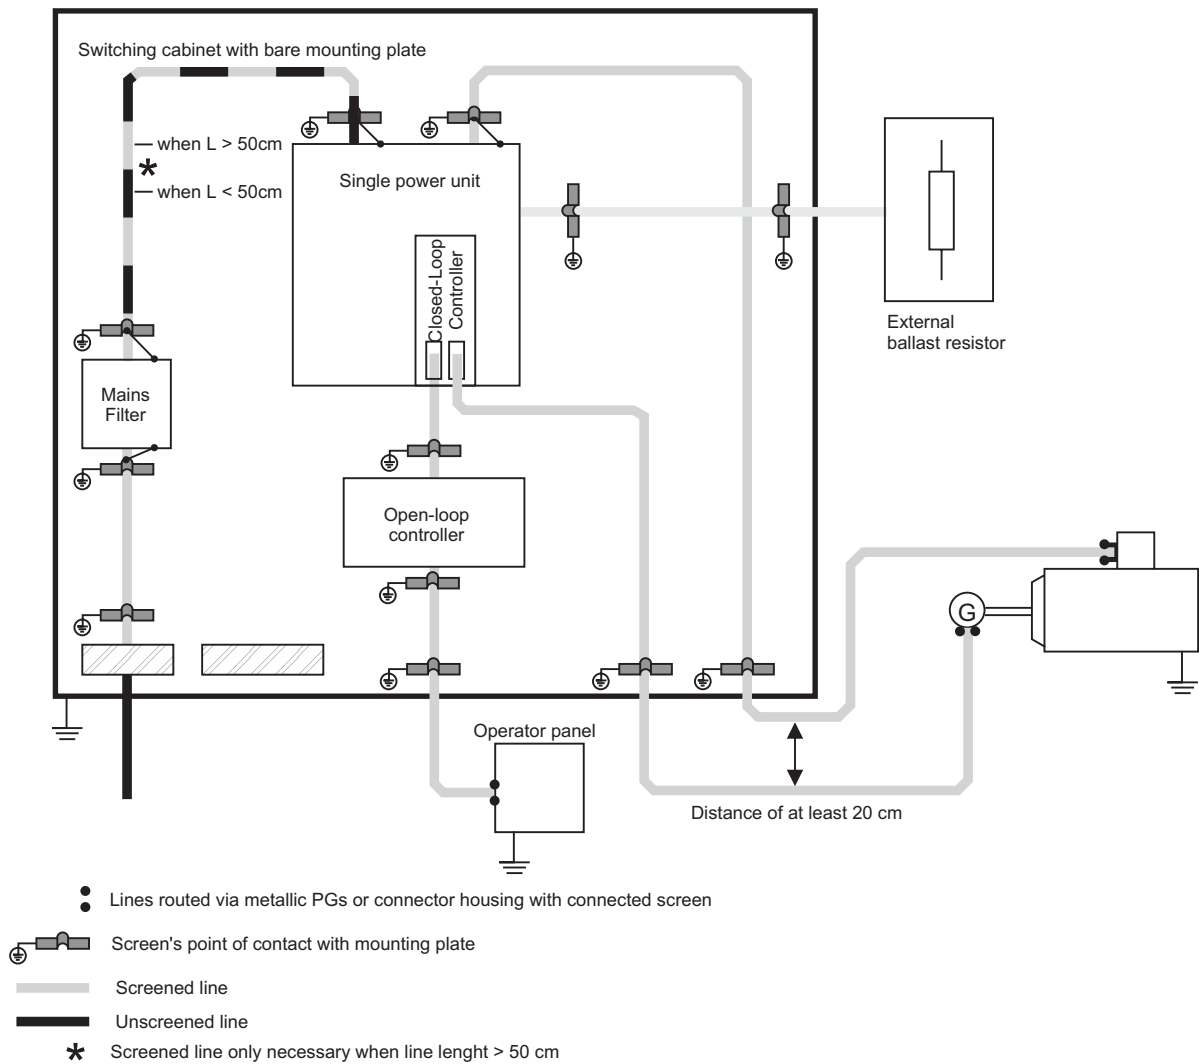 Switching cabinet with bare mounting plate
when L > 50cm
*
when L < 50cm
Single power unit
Closed-Loop
Controller
External
ballast resistor
Mains
Filter
Open-loop
controller
G
Operator panel
Distance of at least 20 cm
Lines routed via metallic PGs or connector housing with connected screen
Screen's point of contact with mounting plate
Screened line
Unscreened line
* Screened line only necessary when line lenght > 50 cm